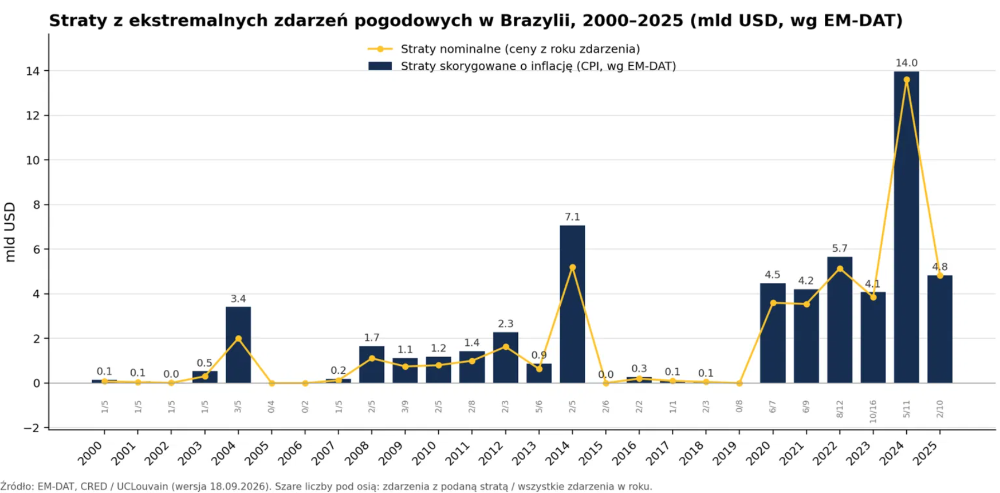 Straty z ekstremalnych zdarzeń pogodowych w Brazylii, 2000–2025 (mld USD, wg EM-DAT)
Straty nominalne (ceny z roku zdarzenia)
Straty skorygowane o inflację (CPI, wg EM-DAT)
mld USD
14
12
10
8
6
4
2
0
−2
0.1 0.1 0.0 0.5 3.4 0.2 1.7 1.1 1.2 1.4 2.3 0.9 7.1 0.0 0.3 0.1 0.1 4.5 4.2 5.7 4.1 14.0 4.8
1/5 1/5 1/5 1/5 3/5 0/4 0/2 1/5 2/5 3/9 2/5 2/8 2/3 5/6 2/5 2/6 2/2 1/1 2/3 0/8 6/7 6/9 8/12 10/16 5/11 2/10
2000 2001 2002 2003 2004 2005 2006 2007 2008 2009 2010 2011 2012 2013 2014 2015 2016 2017 2018 2019 2020 2021 2022 2023 2024 2025
Źródło: EM-DAT, CRED / UCLouvain (wersja 18.09.2026). Szare liczby pod osią: zdarzenia z podaną stratą / wszystkie zdarzenia w roku.